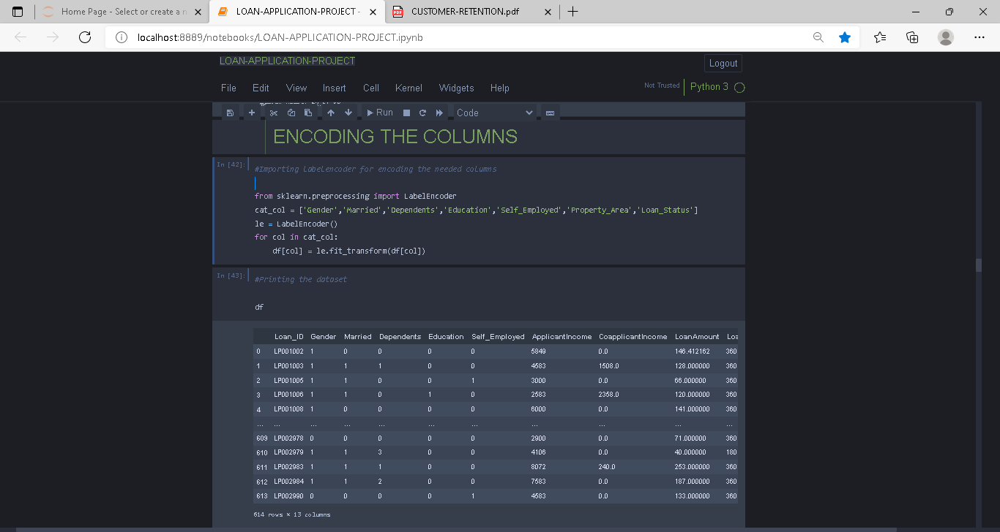 Home Page - Select or create a n
LOAN-APPLICATION-PROJECT -
CUSTOMER-RETENTION.pdf
localhost:8889/notebooks/LOAN-APPLICATION-PROJECT.ipynb
LOAN-APPLICATION-PROJECT
Logout
File Edit View Insert Cell Kernel Widgets Help
Not Trusted
Python 3
Run
Code
ENCODING THE COLUMNS
In [42]:
#Importing Labelencoder for encoding the needed columns
from sklearn.preprocessing import LabelEncoder
cat_col = ['Gender','Married','Dependents','Education','Self_Employed','Property_Area','Loan_Status']
le = LabelEncoder()
for col in cat_col:
df[col] = le.fit_transform(df[col])
In [43]:
#Printing the dataset
df
Loan_ID Gender Married Dependents Education Self_Employed ApplicantIncome CoapplicantIncome LoanAmount Loa
0 LP001002 1 0 0 0 0 5849 0.0 146.412162 360
1 LP001003 1 1 1 0 0 4583 1508.0 128.000000 360
2 LP001005 1 1 0 0 1 3000 0.0 66.000000 360
3 LP001006 1 1 0 1 0 2583 2358.0 120.000000 360
4 LP001008 1 0 0 0 0 6000 0.0 141.000000 360
... ... ... ... ... ... ... ... ... ... ...
609 LP002978 0 0 0 0 0 2900 0.0 71.000000 360
610 LP002979 1 1 3 0 0 4106 0.0 40.000000 180
611 LP002983 1 1 1 0 0 8072 240.0 253.000000 360
612 LP002984 1 1 2 0 0 7583 0.0 187.000000 360
613 LP002990 0 0 0 0 1 4583 0.0 133.000000 360
614 rows × 13 columns